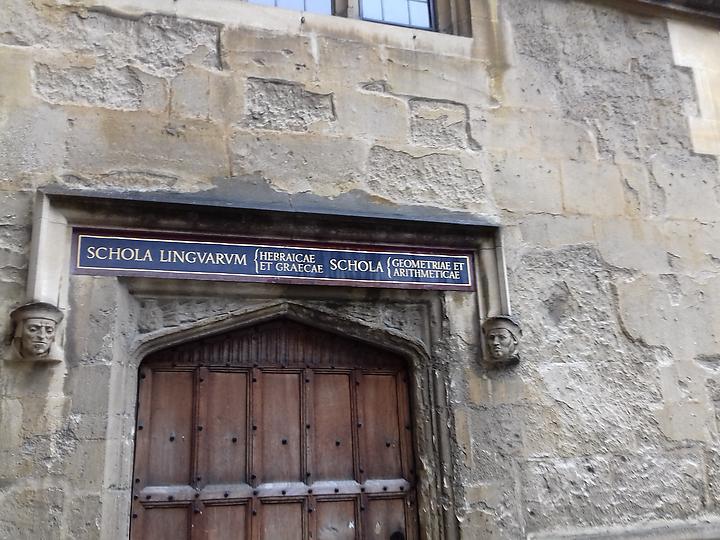 SCHOLA LINGVARVM { HEBRAICAE ET GRAECAE SCHOLA { GEOMETRIAE ET ARITHMETICAE